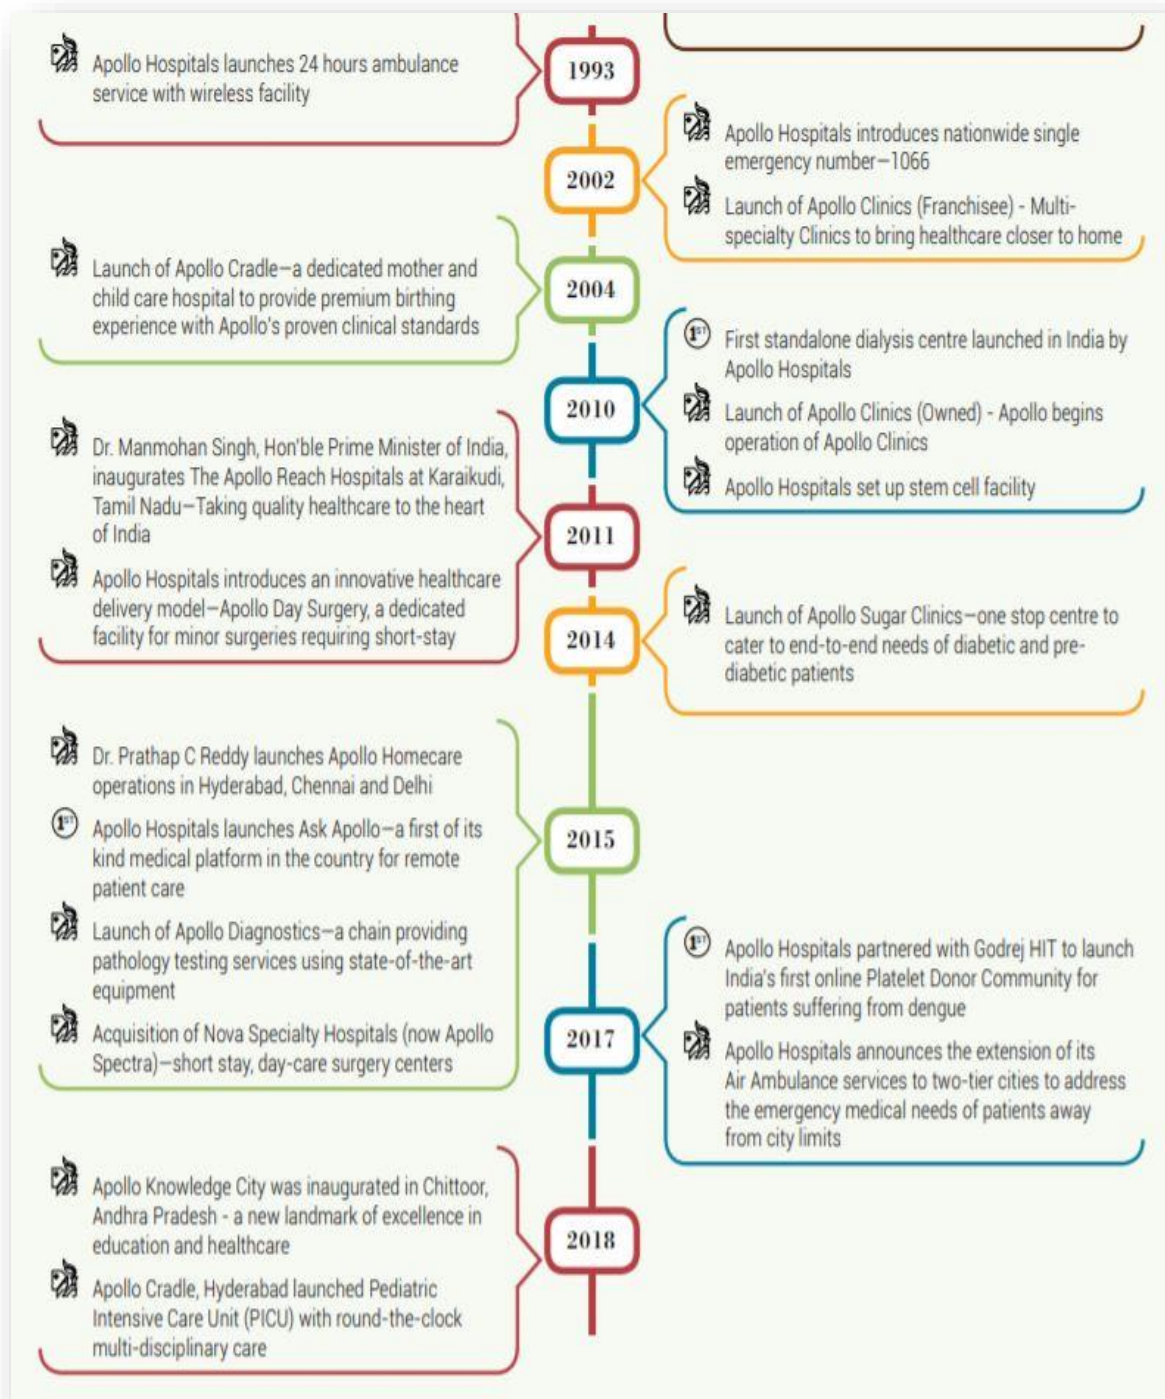 1993
Apollo Hospitals launches 24 hours ambulance
service with wireless facility
2002
Apollo Hospitals introduces nationwide single
emergency number—1066
Launch of Apollo Clinics (Franchisee) - Multi-
specialty Clinics to bring healthcare closer to home
2004
Launch of Apollo Cradle—a dedicated mother and
child care hospital to provide premium birthing
experience with Apollo's proven clinical standards
2010
1ST
First standalone dialysis centre launched in India by
Apollo Hospitals
Launch of Apollo Clinics (Owned) - Apollo begins
operation of Apollo Clinics
Apollo Hospitals set up stem cell facility
2011
Dr. Manmohan Singh, Hon'ble Prime Minister of India,
inaugurates The Apollo Reach Hospitals at Karaikudi,
Tamil Nadu—Taking quality healthcare to the heart
of India
Apollo Hospitals introduces an innovative healthcare
delivery model—Apollo Day Surgery, a dedicated
facility for minor surgeries requiring short-stay
2014
Launch of Apollo Sugar Clinics—one stop centre to
cater to end-to-end needs of diabetic and pre-
diabetic patients
2015
Dr. Prathap C Reddy launches Apollo Homecare
operations in Hyderabad, Chennai and Delhi
1ST
Apollo Hospitals launches Ask Apollo—a first of its
kind medical platform in the country for remote
patient care
Launch of Apollo Diagnostics—a chain providing
pathology testing services using state-of-the-art
equipment
Acquisition of Nova Specialty Hospitals (now Apollo
Spectra)—short stay, day-care surgery centers
2017
1ST
Apollo Hospitals partnered with Godrej HIT to launch
India's first online Platelet Donor Community for
patients suffering from dengue
Apollo Hospitals announces the extension of its
Air Ambulance services to two-tier cities to address
the emergency medical needs of patients away
from city limits
2018
Apollo Knowledge City was inaugurated in Chittoor,
Andhra Pradesh - a new landmark of excellence in
education and healthcare
Apollo Cradle, Hyderabad launched Pediatric
Intensive Care Unit (PICU) with round-the-clock
multi-disciplinary care